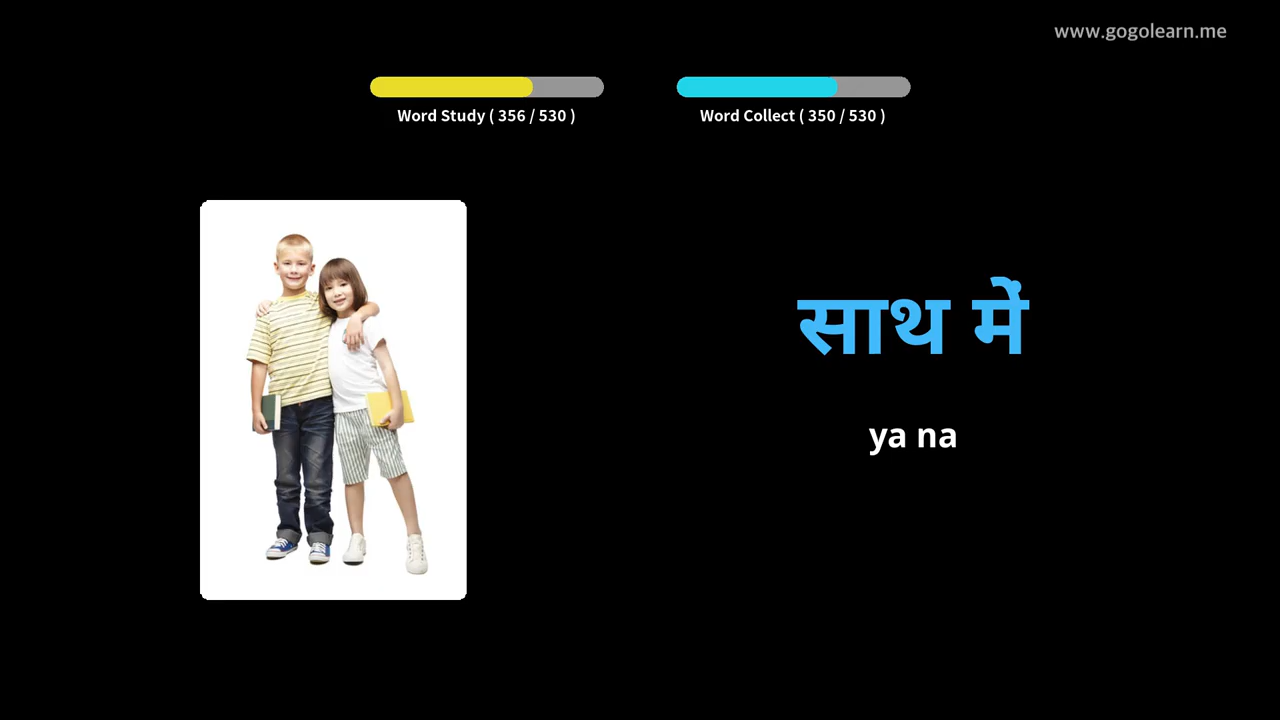 www.gogolearn.me
Word Study ( 356 / 530 )
Word Collect ( 350 / 530 )
साथ में
ya na